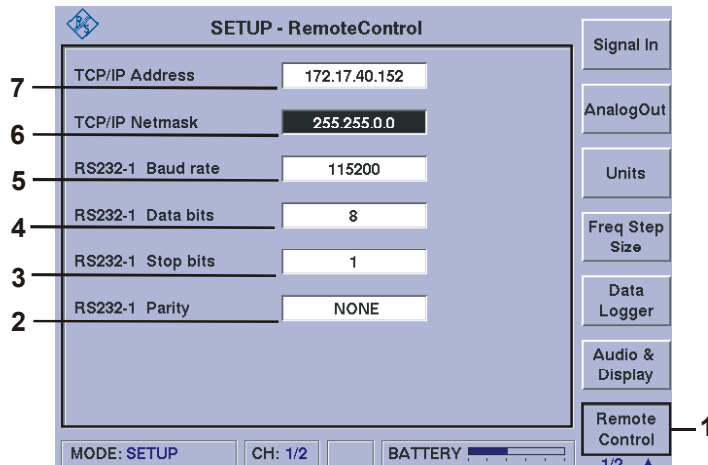 SETUP - RemoteControl
7 TCP/IP Address 172.17.40.152
6 TCP/IP Netmask 255.255.0.0
5 RS232-1 Baud rate 115200
4 RS232-1 Data bits 8
3 RS232-1 Stop bits 1
2 RS232-1 Parity NONE
Signal In
AnalogOut
Units
Freq Step
Size
Data
Logger
Audio &
Display
Remote
Control
1
1/2
MODE: SETUP CH: 1/2 BATTERY